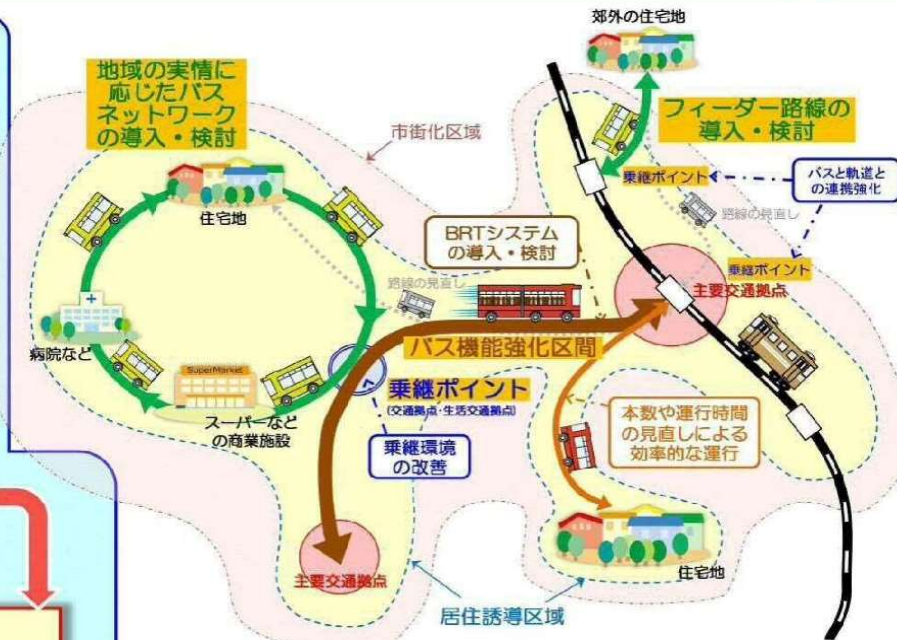 郊外の住宅地
地域の実情に
応じたバス
ネットワーク
の導入・検討
フィーダー路線の
導入・検討
市街化区域
乗継ポイント
バスと軌道と
の連携強化
住宅地
路線の見直し
BRTシステム
の導入・検討
乗継ポイント
主要交通拠点
路線の見直し
病院など
バス機能強化区間
SuperMarket
乗継ポイント
(交通拠点・生活交通拠点)
スーパーなど
の商業施設
本数や運行時間
の見直しによる
効率的な運行
乗継環境
の改善
主要交通拠点
住宅地
居住誘導区域